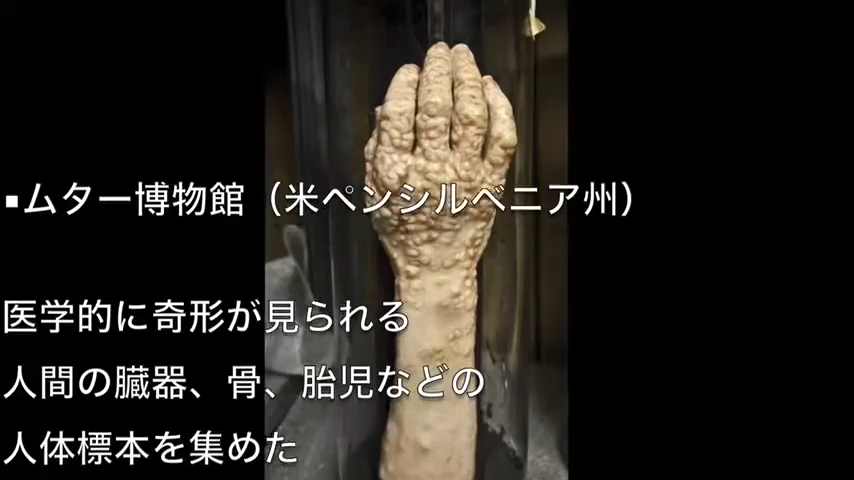 ▪ムター博物館（米ペンシルベニア州）
医学的に奇形が見られる
人間の臓器、骨、胎児などの
人体標本を集めた